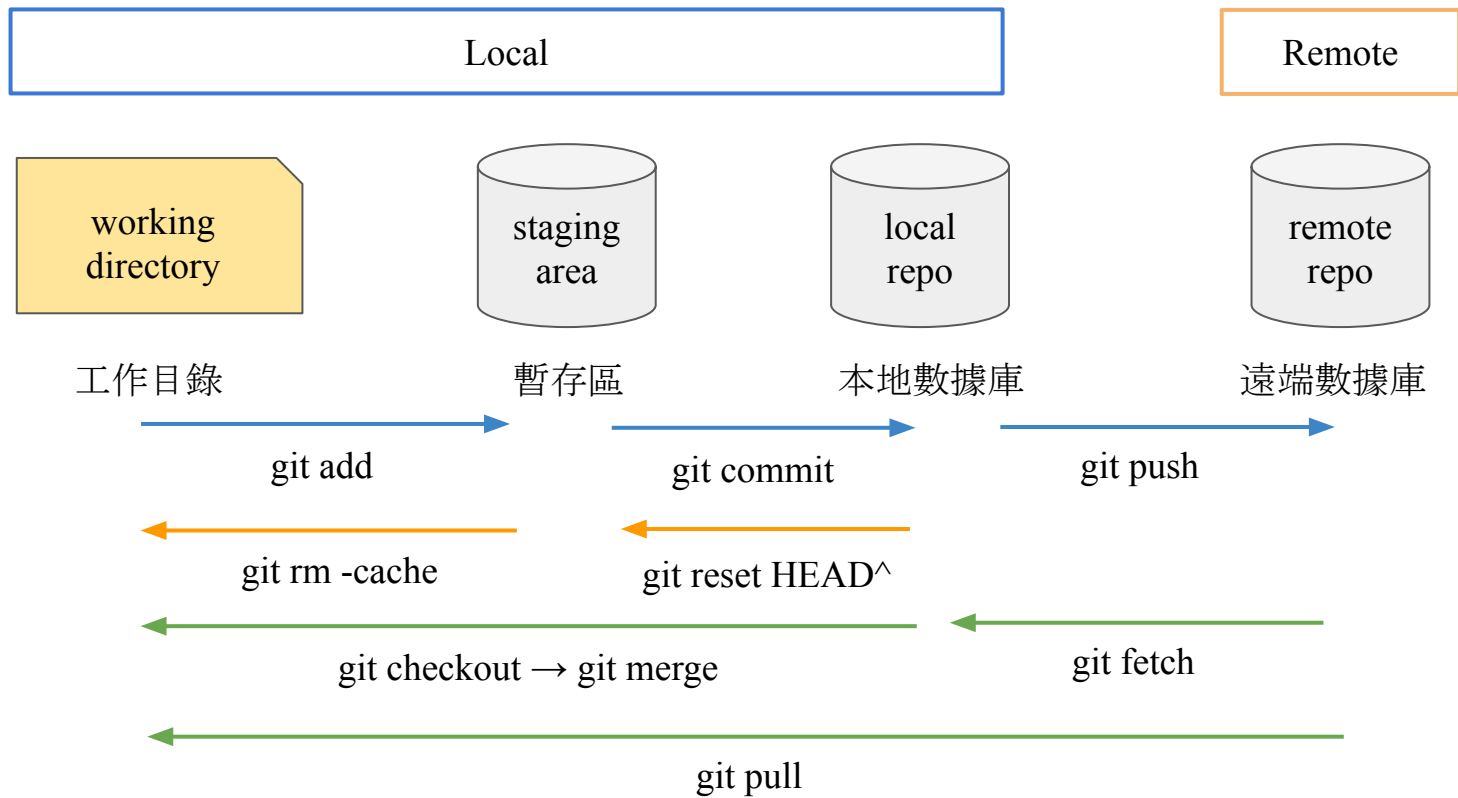 Local
Remote
working
directory
staging
area
local
repo
remote
repo
工作目錄
暫存區
本地數據庫
遠端數據庫
git add
git commit
git push
git rm -cache
git reset HEAD^
git checkout → git merge
git fetch
git pull